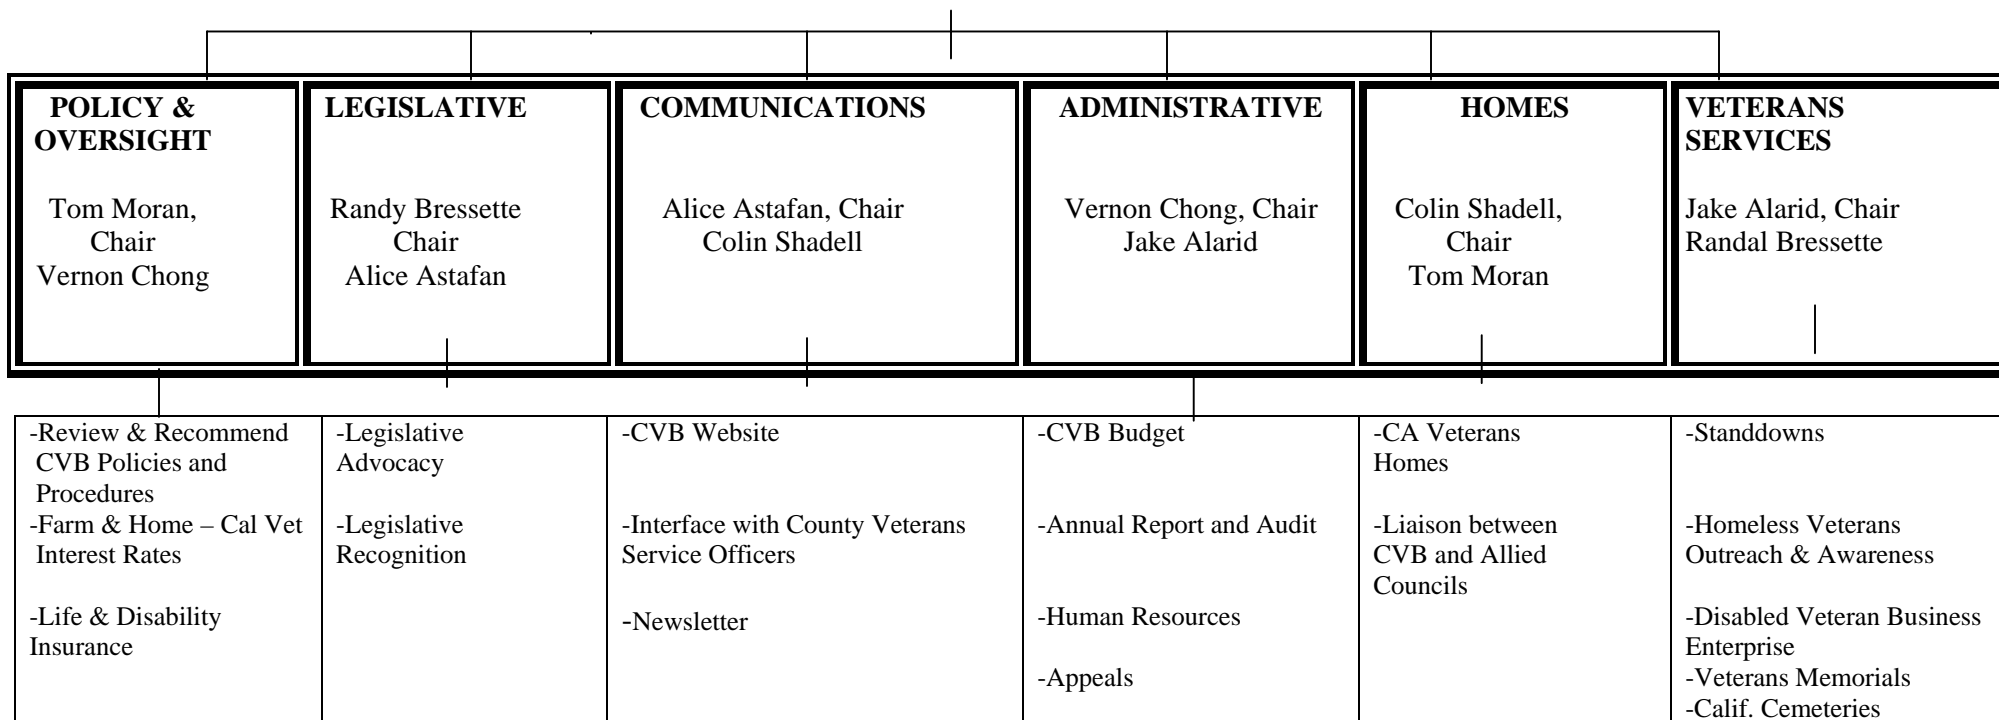 POLICY &
OVERSIGHT
Tom Moran,
Chair
Vernon Chong
LEGISLATIVE
Randy Bressette
Chair
Alice Astafan
COMMUNICATIONS
Alice Astafan, Chair
Colin Shadell
ADMINISTRATIVE
Vernon Chong, Chair
Jake Alarid
HOMES
Colin Shadell,
Chair
Tom Moran
VETERANS
SERVICES
Jake Alarid, Chair
Randal Bressette
-Review & Recommend
CVB Policies and
Procedures
-Farm & Home – Cal Vet
Interest Rates
-Life & Disability
Insurance
-Legislative
Advocacy
-Legislative
Recognition
-CVB Website
-Interface with County Veterans
Service Officers
-Newsletter
-CVB Budget
-Annual Report and Audit
-Human Resources
-Appeals
-CA Veterans
Homes
-Liaison between
CVB and Allied
Councils
-Standdowns
-Homeless Veterans
Outreach & Awareness
-Disabled Veteran Business
Enterprise
-Veterans Memorials
-Calif. Cemeteries